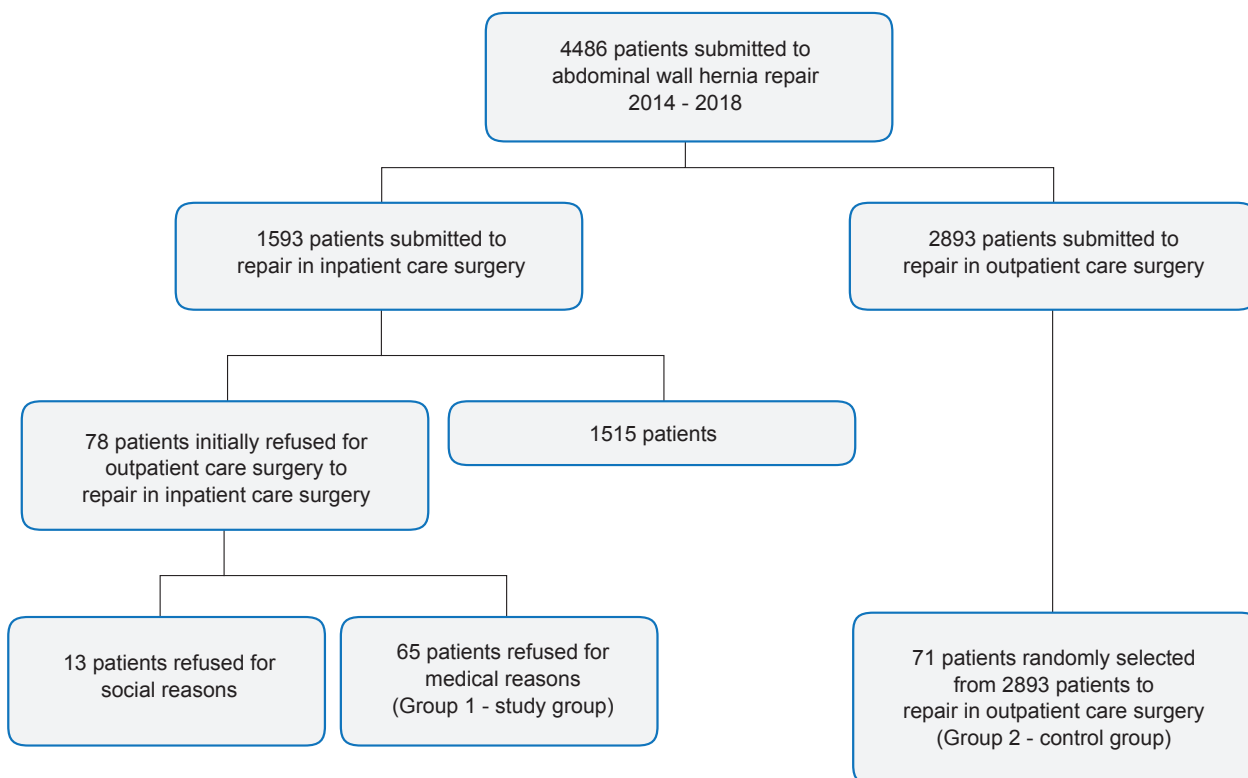 4486 patients submitted to
abdominal wall hernia repair
2014 - 2018
1593 patients submitted to
repair in inpatient care surgery
2893 patients submitted to
repair in outpatient care surgery
78 patients initially refused for
outpatient care surgery to
repair in inpatient care surgery
1515 patients
13 patients refused for
social reasons
65 patients refused for
medical reasons
(Group 1 - study group)
71 patients randomly selected
from 2893 patients to
repair in outpatient care surgery
(Group 2 - control group)